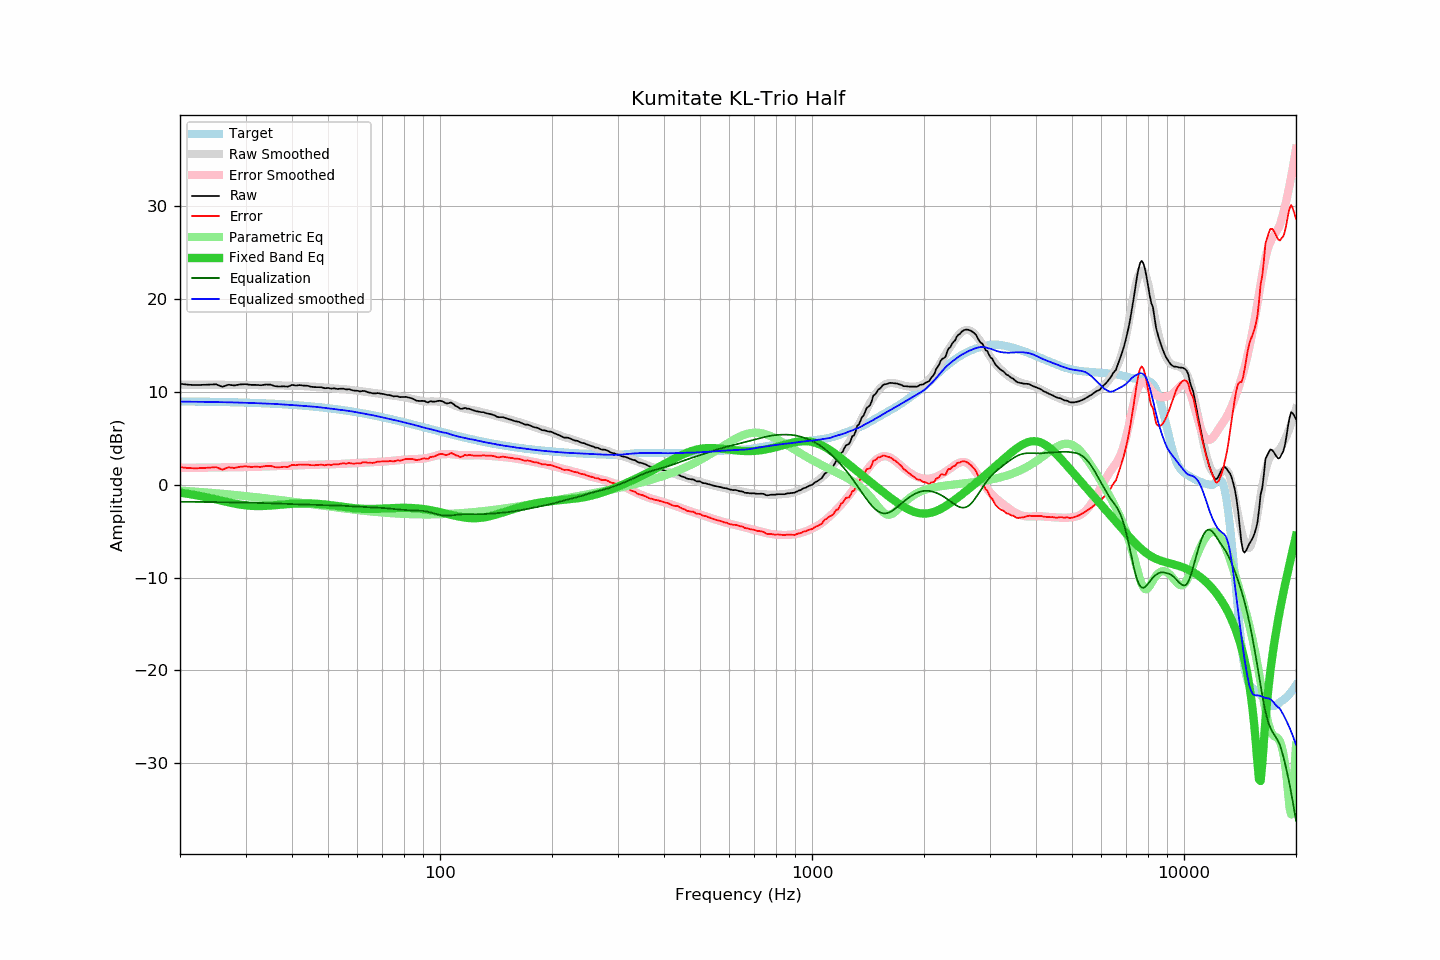 Kumitate KL-Trio Half
Target
Raw Smoothed
Error Smoothed
Raw
Error
Parametric Eq
Fixed Band Eq
Equalization
Equalized smoothed
30
20
10
0
−10
−20
−30
Amplitude (dBr)
100
1000
10000
Frequency (Hz)